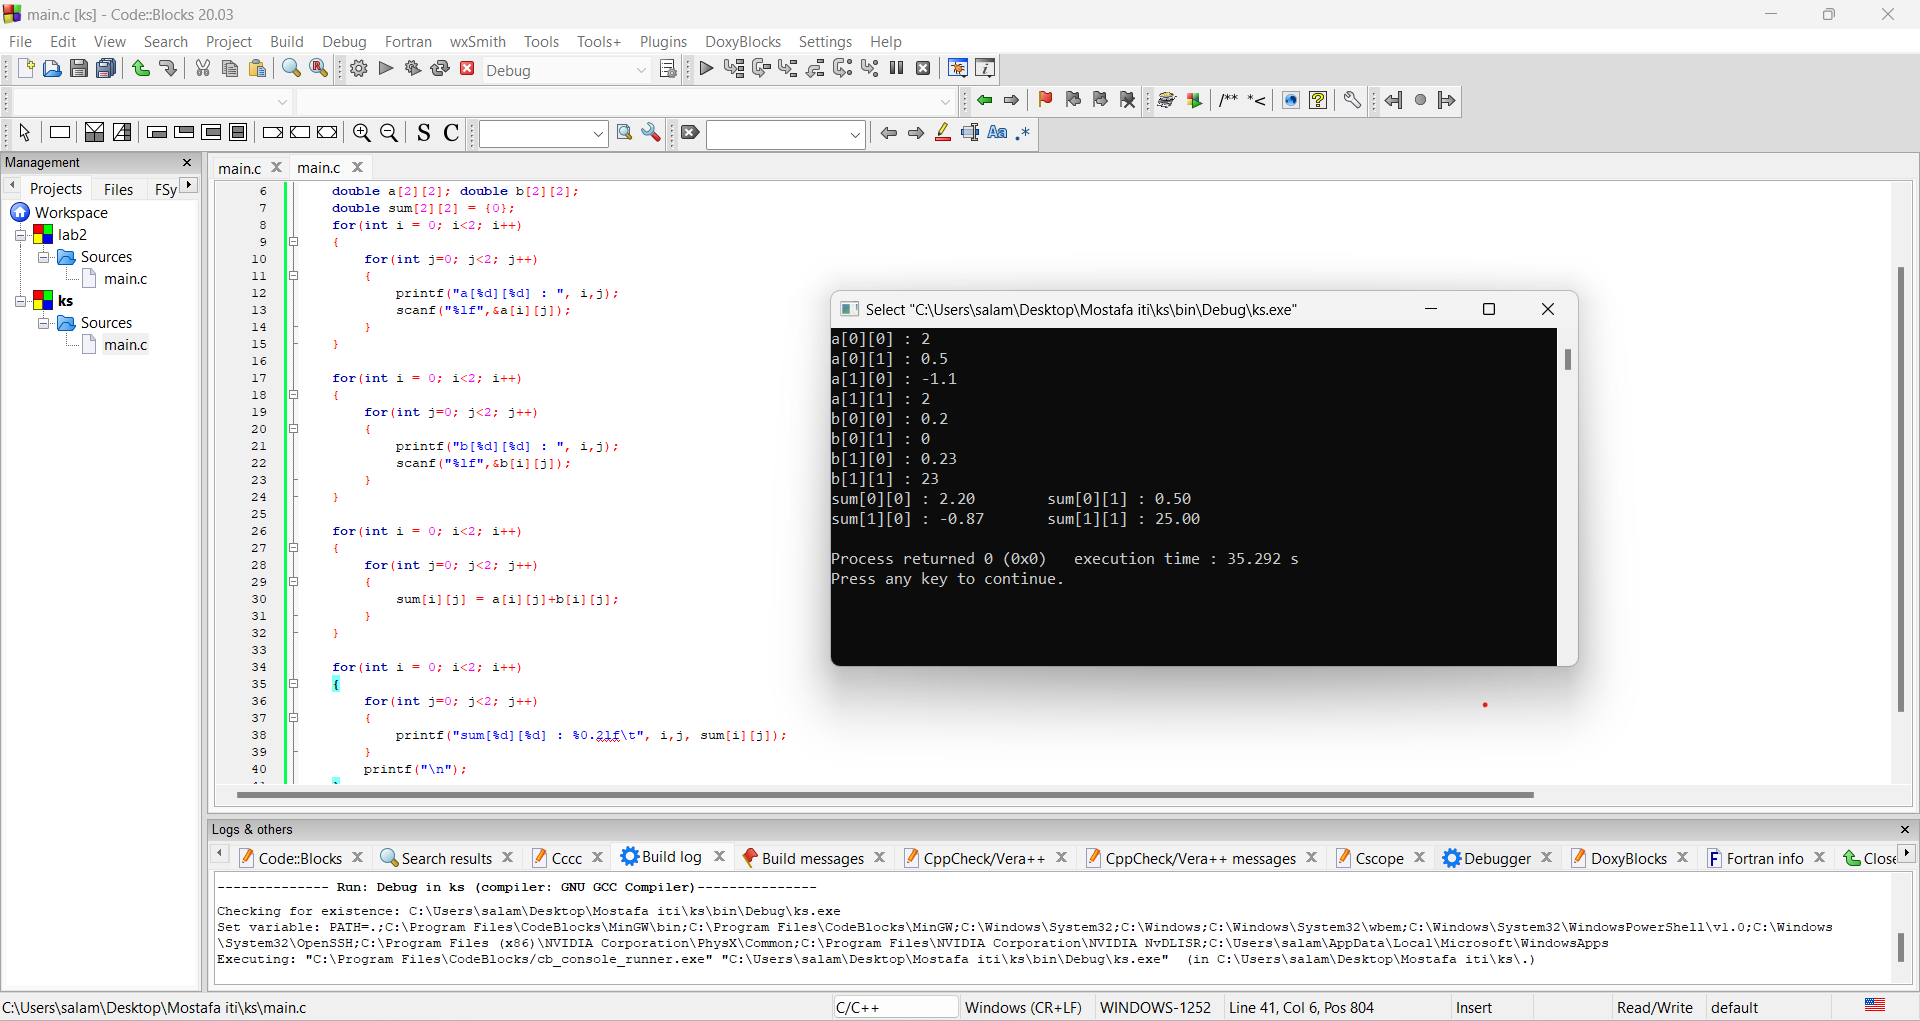 main.c [ks] - Code::Blocks 20.03
File Edit View Search Project Build Debug Fortran wxSmith Tools Tools+ Plugins DoxyBlocks Settings Help
Debug
/** *<
S C
Aa .*
Management
Projects Files FSy
Workspace
lab2
Sources
main.c
ks
Sources
main.c
main.c main.c
6 double a[2][2]; double b[2][2];
7 double sum[2][2] = {0};
8 for(int i = 0; i<2; i++)
9 {
10 for(int j=0; j<2; j++)
11 {
12 printf("a[%d][%d] : ", i,j);
13 scanf("%lf",&a[i][j]);
14 }
15 }
16
17 for(int i = 0; i<2; i++)
18 {
19 for(int j=0; j<2; j++)
20 {
21 printf("b[%d][%d] : ", i,j);
22 scanf("%lf",&b[i][j]);
23 }
24 }
25
26 for(int i = 0; i<2; i++)
27 {
28 for(int j=0; j<2; j++)
29 {
30 sum[i][j] = a[i][j]+b[i][j];
31 }
32 }
33
34 for(int i = 0; i<2; i++)
35 {
36 for(int j=0; j<2; j++)
37 {
38 printf("sum[%d][%d] : %0.2lf\t", i,j, sum[i][j]);
39 }
40 printf("\n");
Select "C:\Users\salam\Desktop\Mostafa iti\ks\bin\Debug\ks.exe"
a[0][0] : 2
a[0][1] : 0.5
a[1][0] : -1.1
a[1][1] : 2
b[0][0] : 0.2
b[0][1] : 0
b[1][0] : 0.23
b[1][1] : 23
sum[0][0] : 2.20 sum[0][1] : 0.50
sum[1][0] : -0.87 sum[1][1] : 25.00
Process returned 0 (0x0) execution time : 35.292 s
Press any key to continue.
Logs & others
Code::Blocks Search results Cccc Build log Build messages CppCheck/Vera++ CppCheck/Vera++ messages Cscope Debugger DoxyBlocks Fortran info Close
-------------- Run: Debug in ks (compiler: GNU GCC Compiler)---------------
Checking for existence: C:\Users\salam\Desktop\Mostafa iti\ks\bin\Debug\ks.exe
Set variable: PATH=.;C:\Program Files\CodeBlocks\MinGW\bin;C:\Program Files\CodeBlocks\MinGW;C:\Windows\System32;C:\Windows;C:\Windows\System32\wbem;C:\Windows\System32\WindowsPowerShell\v1.0;C:\Windows
\System32\OpenSSH;C:\Program Files (x86)\NVIDIA Corporation\PhysX\Common;C:\Program Files\NVIDIA Corporation\NVIDIA NvDLISR;C:\Users\salam\AppData\Local\Microsoft\WindowsApps
Executing: "C:\Program Files\CodeBlocks/cb_console_runner.exe" "C:\Users\salam\Desktop\Mostafa iti\ks\bin\Debug\ks.exe" (in C:\Users\salam\Desktop\Mostafa iti\ks\.)
C:\Users\salam\Desktop\Mostafa iti\ks\main.c C/C++ Windows (CR+LF) WINDOWS-1252 Line 41, Col 6, Pos 804 Insert Read/Write default